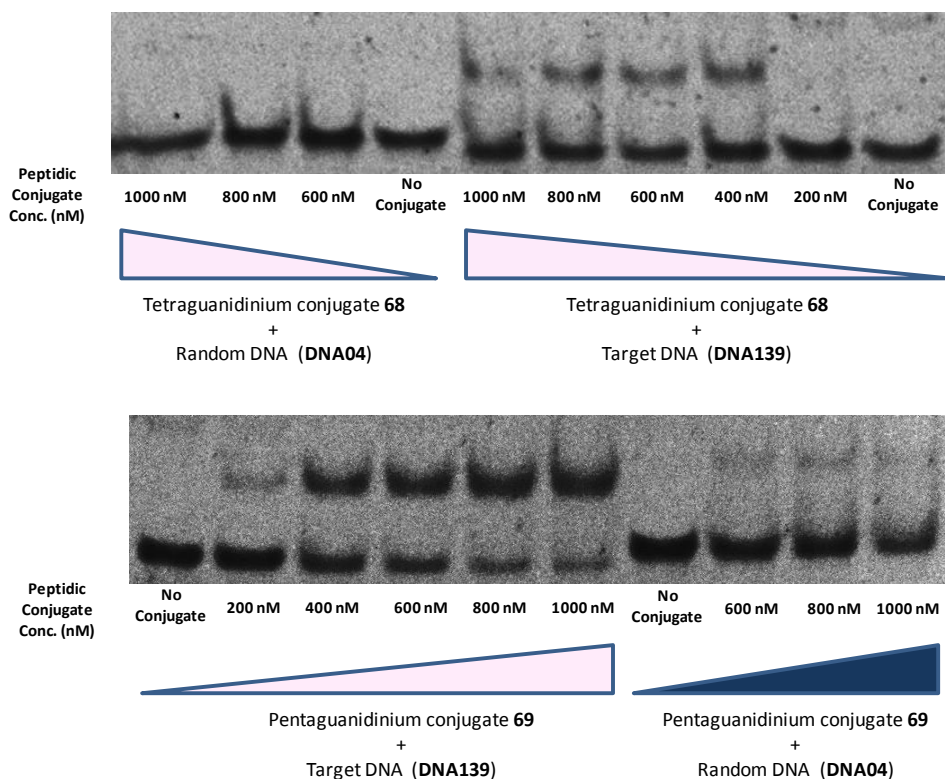 Peptidic
Conjugate
Conc. (nM)
1000 nM 800 nM 600 nM No Conjugate 1000 nM 800 nM 600 nM 400 nM 200 nM No Conjugate
Tetraguanidinium conjugate 68
+
Random DNA (DNA04)
Tetraguanidinium conjugate 68
+
Target DNA (DNA139)
Peptidic
Conjugate
Conc. (nM)
No Conjugate 200 nM 400 nM 600 nM 800 nM 1000 nM No Conjugate 600 nM 800 nM 1000 nM
Pentaguanidinium conjugate 69
+
Target DNA (DNA139)
Pentaguanidinium conjugate 69
+
Random DNA (DNA04)